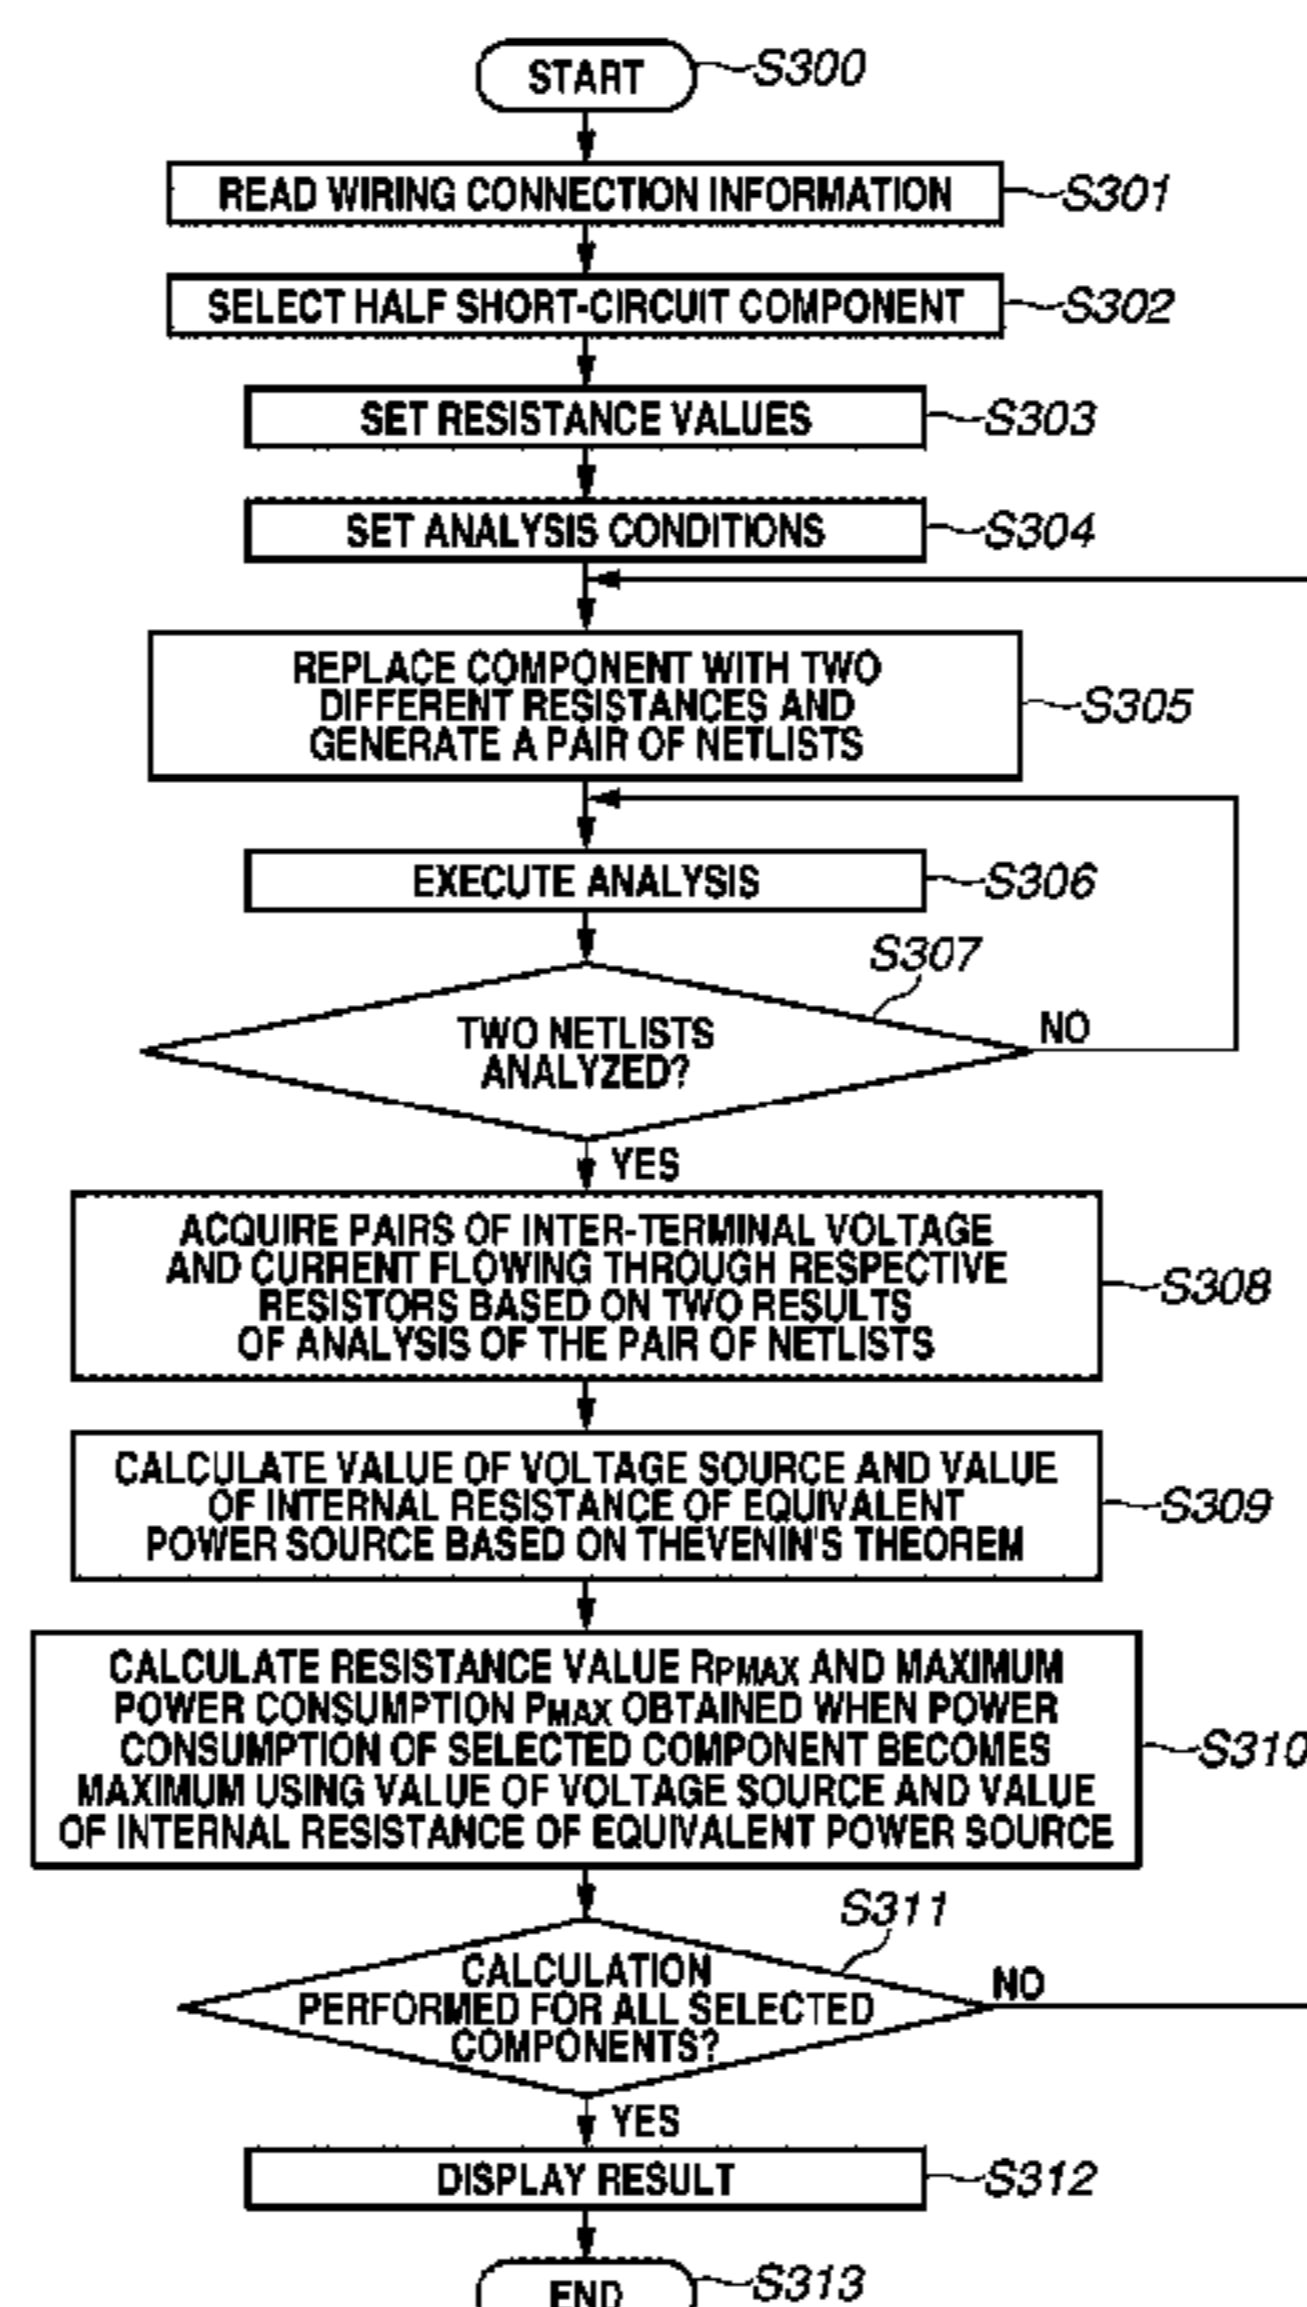 START
S300
READ WIRING CONNECTION INFORMATION
S301
SELECT HALF SHORT-CIRCUIT COMPONENT
S302
SET RESISTANCE VALUES
S303
SET ANALYSIS CONDITIONS
S304
REPLACE COMPONENT WITH TWO
DIFFERENT RESISTANCES AND
GENERATE A PAIR OF NETLISTS
S305
EXECUTE ANALYSIS
S306
S307
TWO NETLISTS
ANALYZED?
NO
YES
ACQUIRE PAIRS OF INTER-TERMINAL VOLTAGE
AND CURRENT FLOWING THROUGH RESPECTIVE
RESISTORS BASED ON TWO RESULTS
OF ANALYSIS OF THE PAIR OF NETLISTS
S308
CALCULATE VALUE OF VOLTAGE SOURCE AND VALUE
OF INTERNAL RESISTANCE OF EQUIVALENT
POWER SOURCE BASED ON THEVENIN'S THEOREM
S309
CALCULATE RESISTANCE VALUE RPMAX AND MAXIMUM
POWER CONSUMPTION PMAX OBTAINED WHEN POWER
CONSUMPTION OF SELECTED COMPONENT BECOMES
MAXIMUM USING VALUE OF VOLTAGE SOURCE AND VALUE
OF INTERNAL RESISTANCE OF EQUIVALENT POWER SOURCE
S310
S311
CALCULATION
PERFORMED FOR ALL SELECTED
COMPONENTS?
NO
YES
DISPLAY RESULT
S312
END
S313